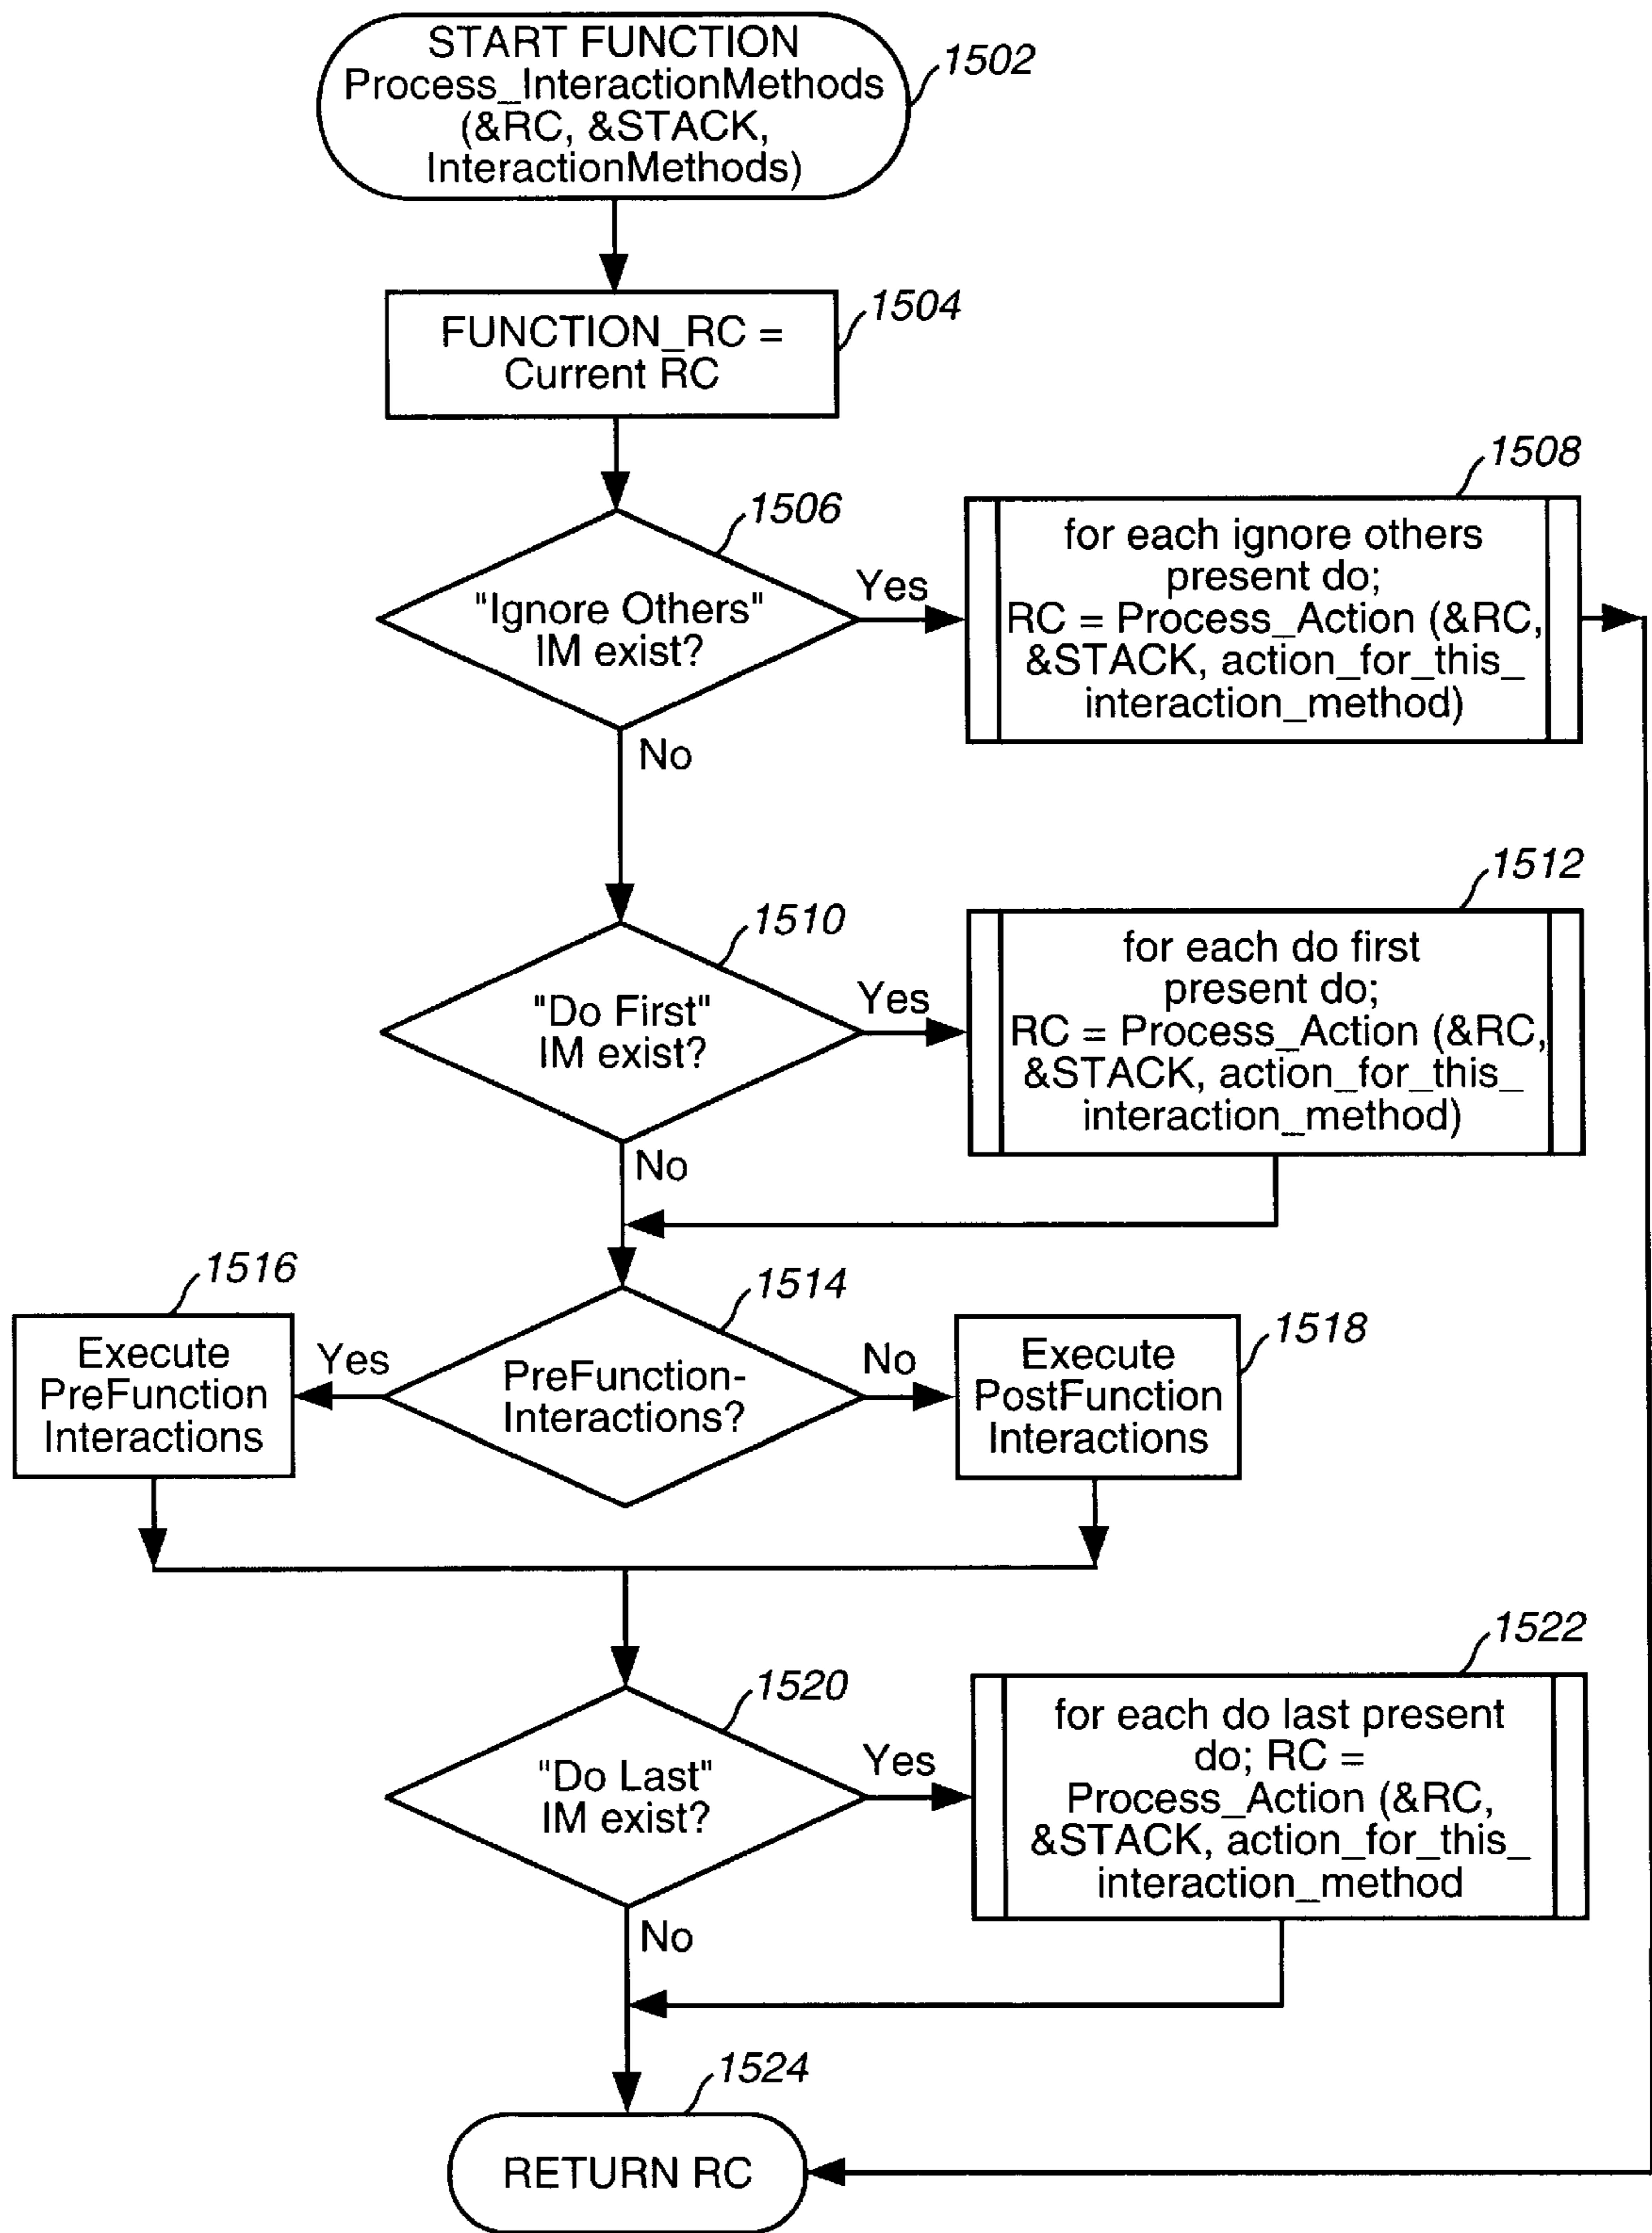 START FUNCTION
Process_InteractionMethods
(&RC, &STACK,
InteractionMethods)
1502
FUNCTION_RC =
Current RC
1504
"Ignore Others"
IM exist?
1506
Yes
No
for each ignore others
present do;
RC = Process_Action (&RC,
&STACK, action_for_this_
interaction_method)
1508
"Do First"
IM exist?
1510
Yes
No
for each do first
present do;
RC = Process_Action (&RC,
&STACK, action_for_this_
interaction_method)
1512
PreFunction-
Interactions?
1514
Yes
No
Execute
PreFunction
Interactions
1516
Execute
PostFunction
Interactions
1518
"Do Last"
IM exist?
1520
Yes
No
for each do last present
do; RC =
Process_Action (&RC,
&STACK, action_for_this_
interaction_method
1522
RETURN RC
1524